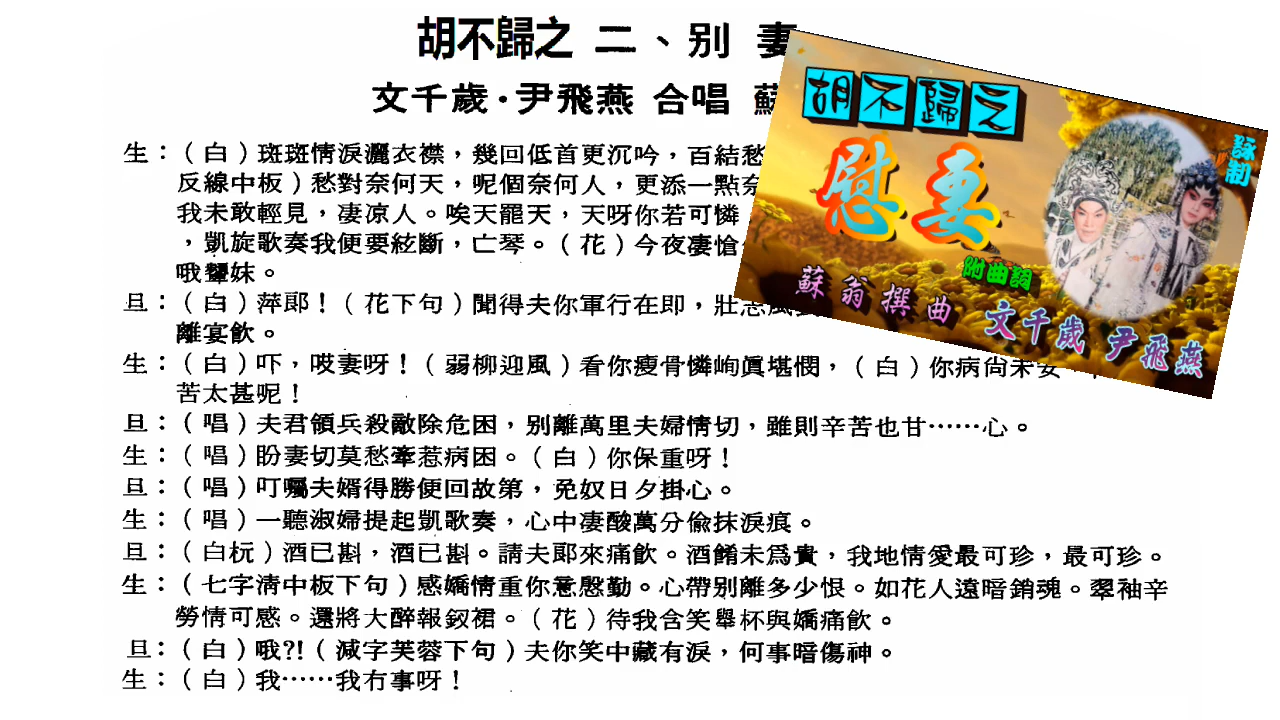 胡不歸之 二、別 妻
文千歲·尹飛燕 合唱 蘇
生：（白）斑斑情淚灑衣襟，幾回低首更沉吟，百結愁
反線中板）愁對奈何天，呢個奈何人，更添一點奈
我未敢輕見，凄凉人。唉天罷天，天呀你若可憐
，凱旋歌奏我便要絃斷，亡琴。（花）今夜凄愴
哦顰妹。
旦：（白）萍郎！（花下句）聞得夫你軍行在即，壯志
離宴飲。
生：（白）吓，吱妻呀！（弱柳迎風）看你瘦骨憐峋眞堪憫，（白）你病尙未安
苦太甚呢！
旦：（唱）夫君領兵殺敵除危困，別離萬里夫婦情切，雖則辛苦也甘……心。
生：（唱）盼妻切莫愁牽惹病困。（白）你保重呀！
旦：（唱）叮囑夫婿得勝便回故第，免奴日夕掛心。
生：（唱）一聽淑婦提起凱歌奏，心中凄酸萬分偷抹淚痕。
旦：（白杬）酒已斟，酒已斟。請夫郎來痛飲。酒餚未爲貴，我地情愛最可珍，最可珍。
生：（七字清中板下句）感嬌情重你意慇勤。心帶別離多少恨。如花人遠暗銷魂。翠袖辛
勞情可感。還將大醉報釵裙。（花）待我含笑舉杯與嬌痛飲。
旦：（白）哦?!（減字芙蓉下句）夫你笑中藏有淚，何事暗傷神。
生：（白）我……我冇事呀！
胡不歸之
慰妻
詠制
附曲詞
蘇翁撰曲
文千歲 尹飛燕